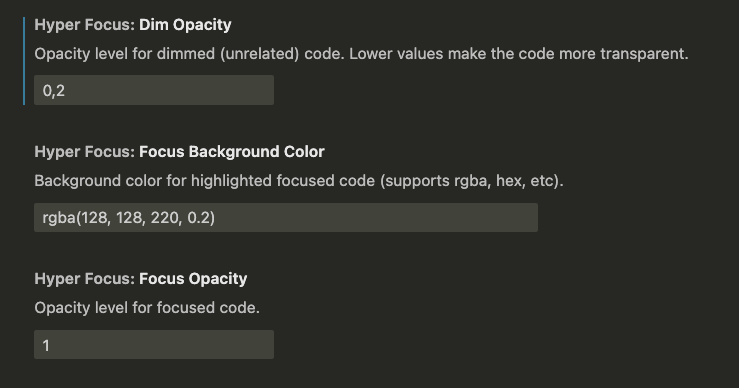 Hyper Focus: Dim Opacity
Opacity level for dimmed (unrelated) code. Lower values make the code more transparent.
0,2
Hyper Focus: Focus Background Color
Background color for highlighted focused code (supports rgba, hex, etc).
rgba(128, 128, 220, 0.2)
Hyper Focus: Focus Opacity
Opacity level for focused code.
1